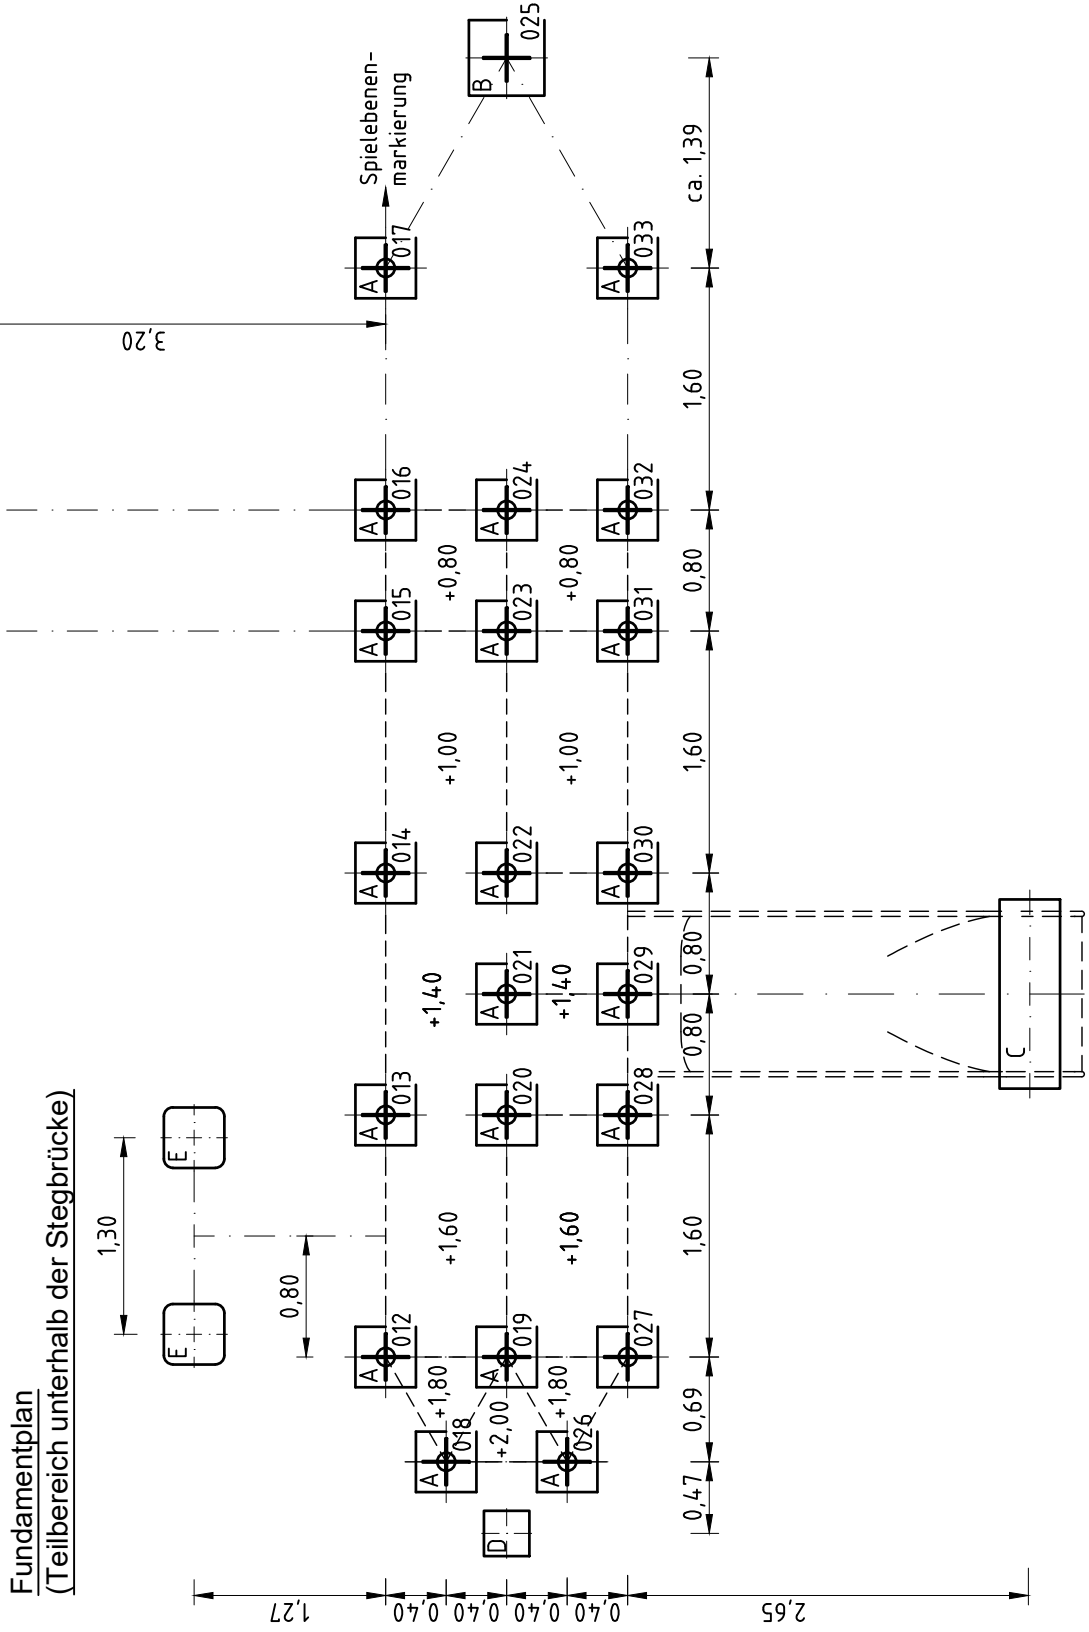 Fundamentplan
(Teilbereich unterhalb der Stegbrücke)
1,30
E
E
0,80
3,20
Spielebenen-
markierung
A
012
A
013
A
014
A
015
A
016
A
017
+1,80
+1,60
+1,40
+1,00
+0,80
A
018
+2,00
A
019
A
020
A
021
A
022
A
023
A
024
B
025
D
A
026
+1,80
+1,60
+1,40
+1,00
+0,80
027
A
028
A
029
A
030
A
031
A
032
A
033
0,47
0,69
1,60
0,80
0,80
1,60
0,80
1,60
ca. 1,39
C
1,27
0,40
0,40
0,40
0,40
2,65